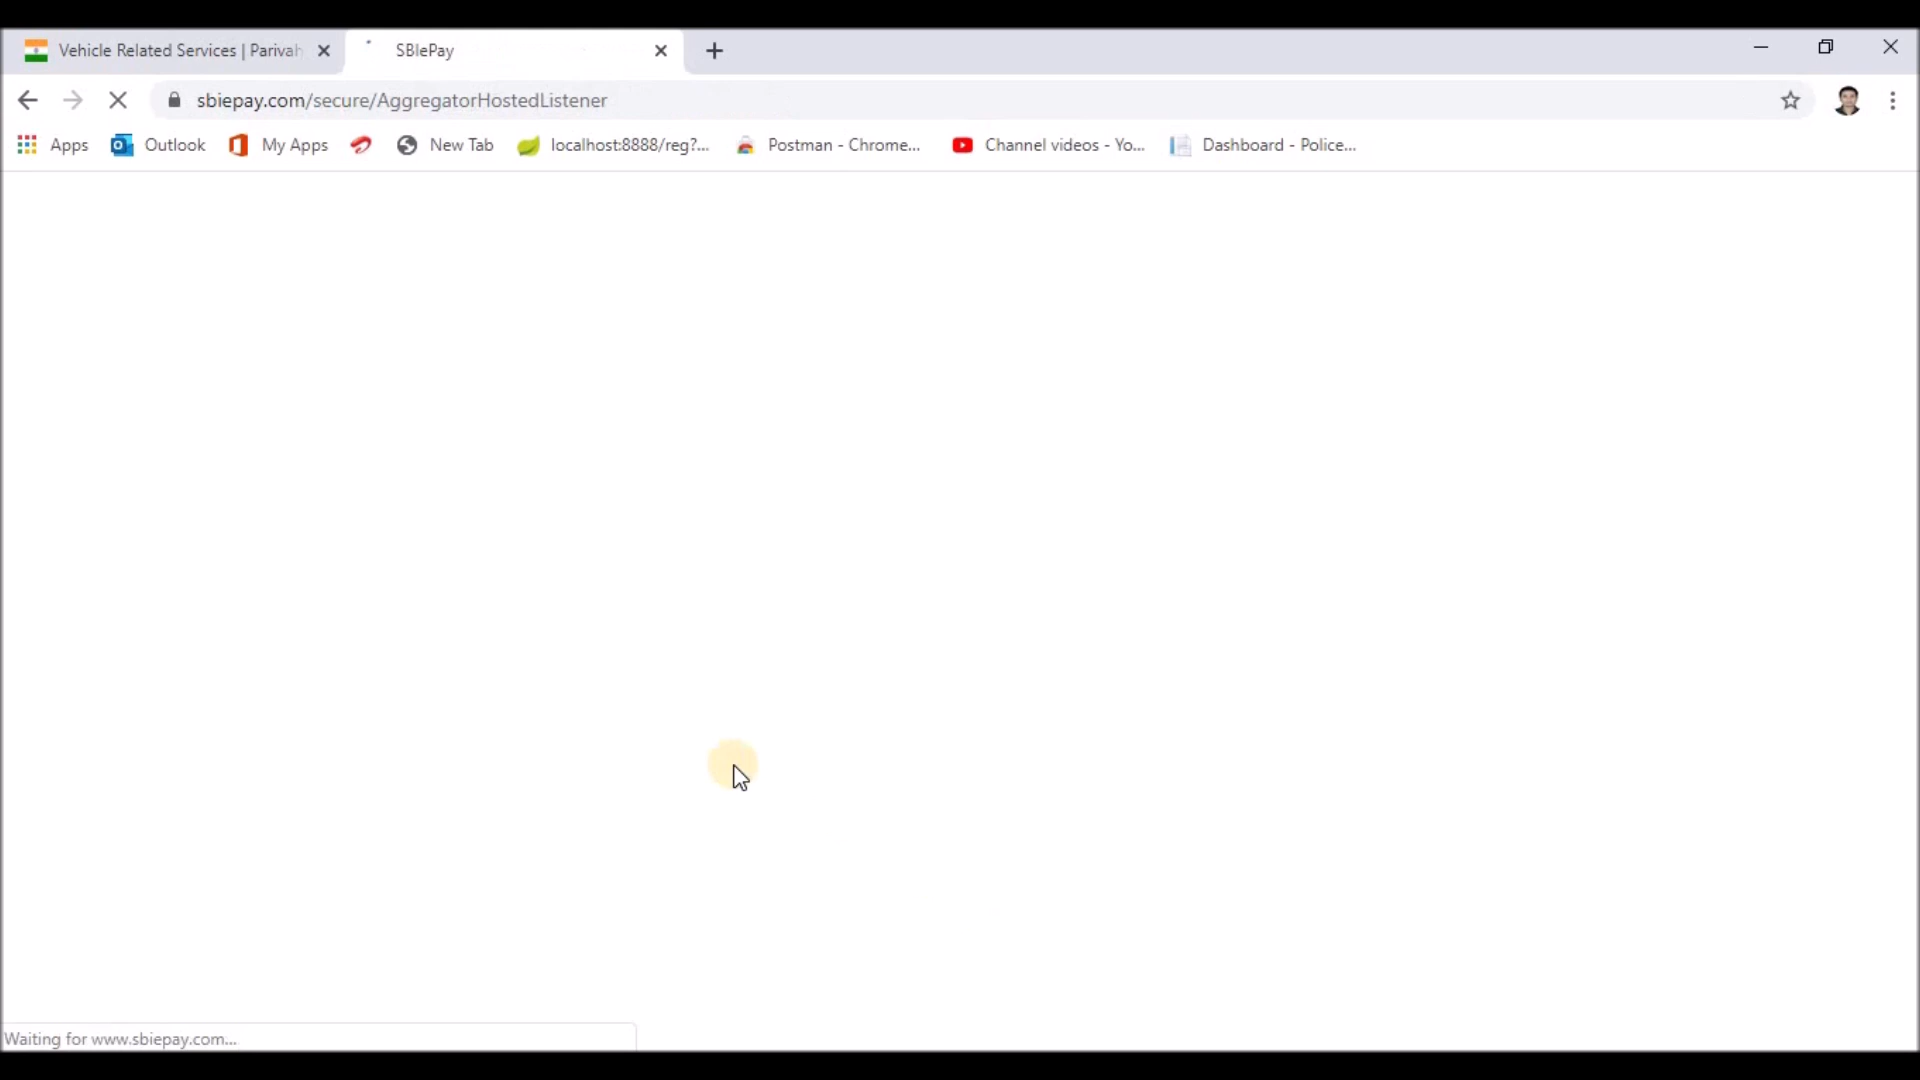 Vehicle Related Services | Parivah
SBIePay
sbiepay.com/secure/AggregatorHostedListener
Apps Outlook My Apps New Tab localhost:8888/reg?... Postman - Chrome... Channel videos - Yo... Dashboard - Police...
Waiting for www.sbiepay.com...